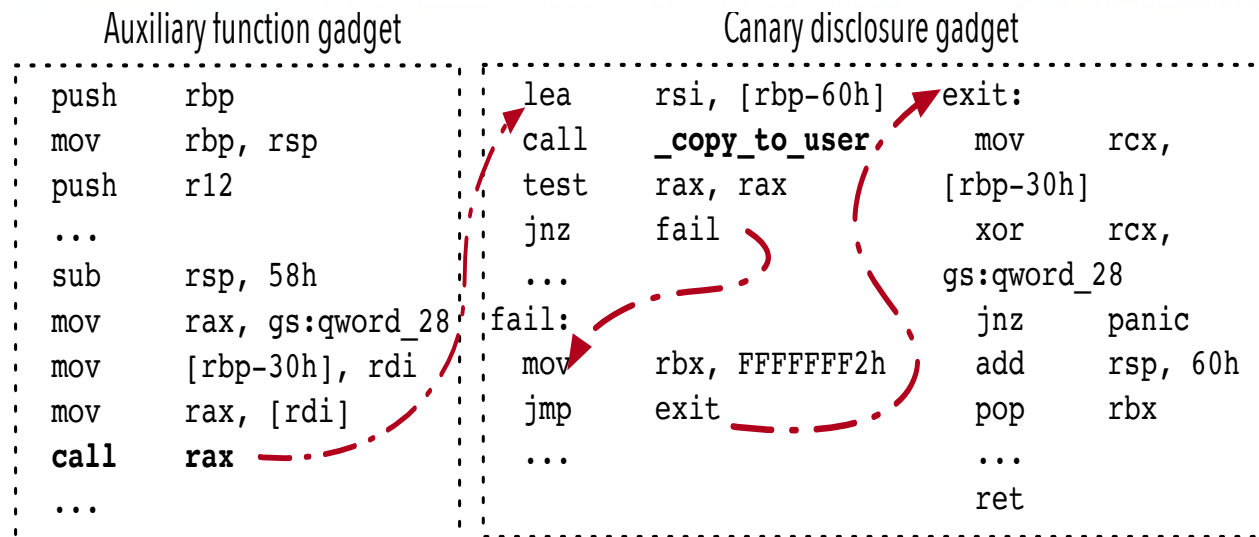 Auxiliary function gadget
push rbp
mov rbp, rsp
push r12
...
sub rsp, 58h
mov rax, gs:qword_28
mov [rbp-30h], rdi
mov rax, [rdi]
call rax
...
Canary disclosure gadget
lea rsi, [rbp-60h]
call _copy_to_user
test rax, rax
jnz fail
...
fail:
mov rbx, FFFFFFF2h
jmp exit
...
exit:
mov rcx,
[rbp-30h]
xor rcx,
gs:qword_28
jnz panic
add rsp, 60h
pop rbx
...
ret